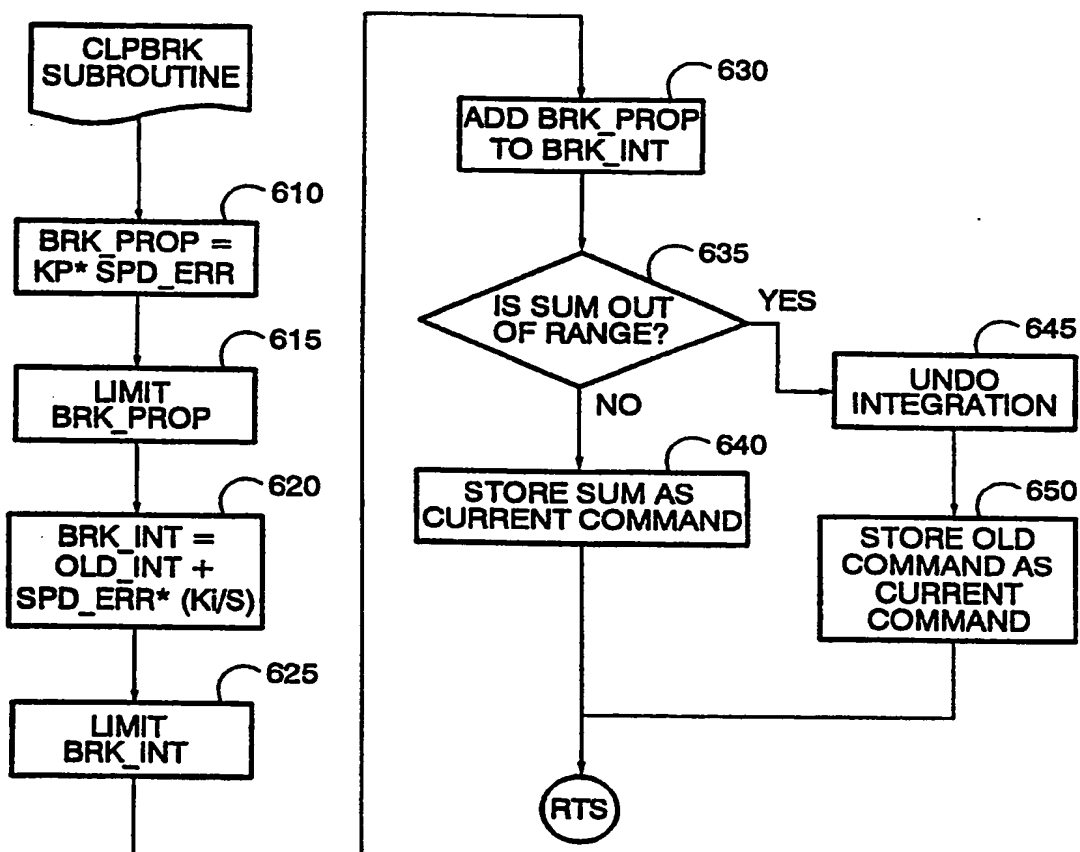 CLPBRK
SUBROUTINE
610
BRK_PROP =
KP* SPD_ERR
615
LIMIT
BRK_PROP
620
BRK_INT =
OLD_INT +
SPD_ERR* (Ki/S)
625
LIMIT
BRK_INT
630
ADD BRK_PROP
TO BRK_INT
635
IS SUM OUT
OF RANGE?
YES
NO
640
STORE SUM AS
CURRENT COMMAND
645
UNDO
INTEGRATION
650
STORE OLD
COMMAND AS
CURRENT
COMMAND
RTS